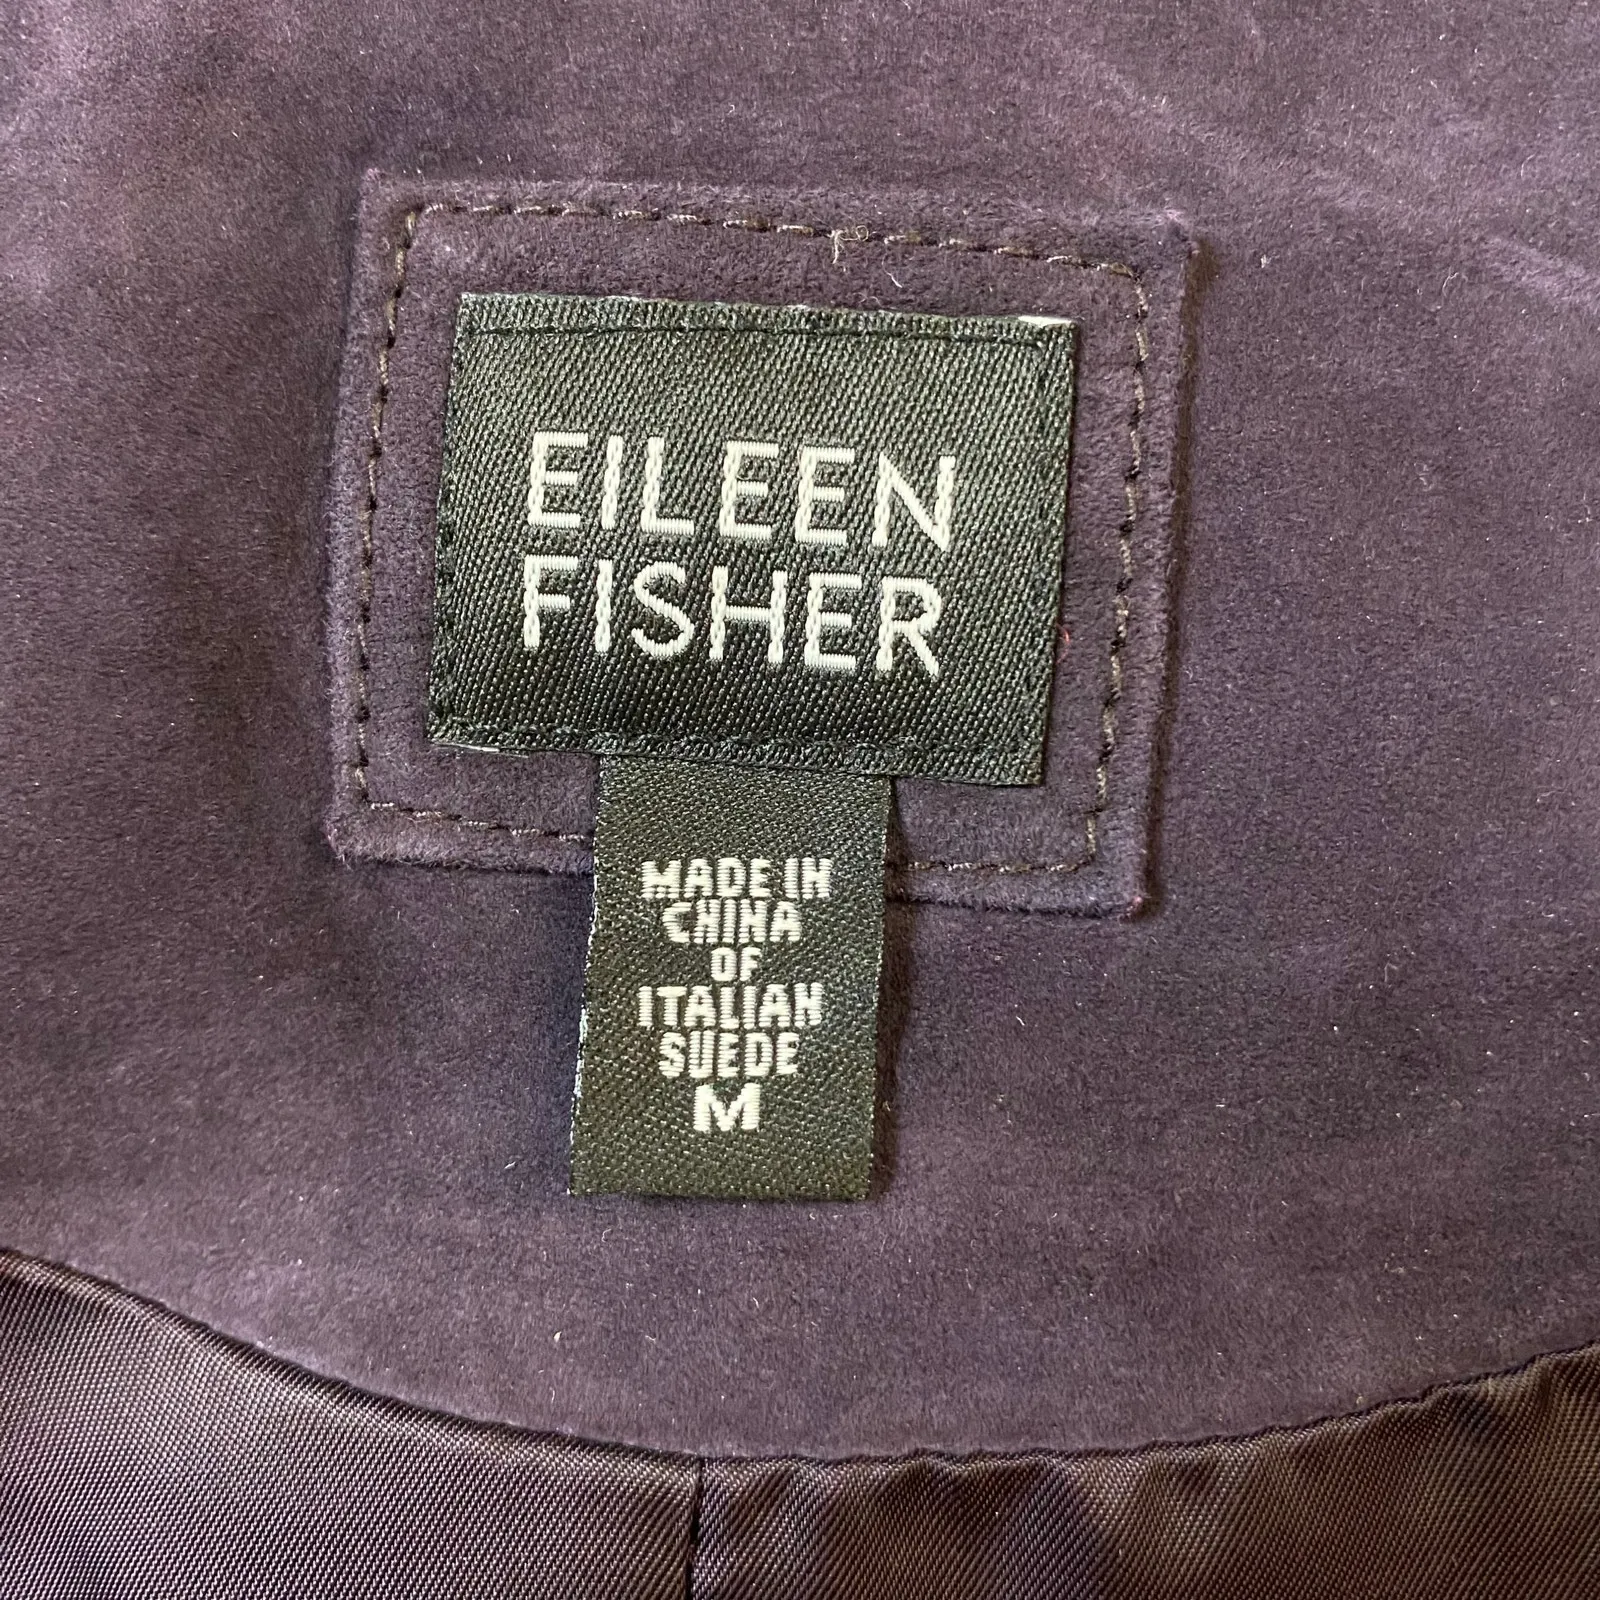 EILEEN
FISHER
MADE IN
CHINA
OF
ITALIAN
SUEDE
M